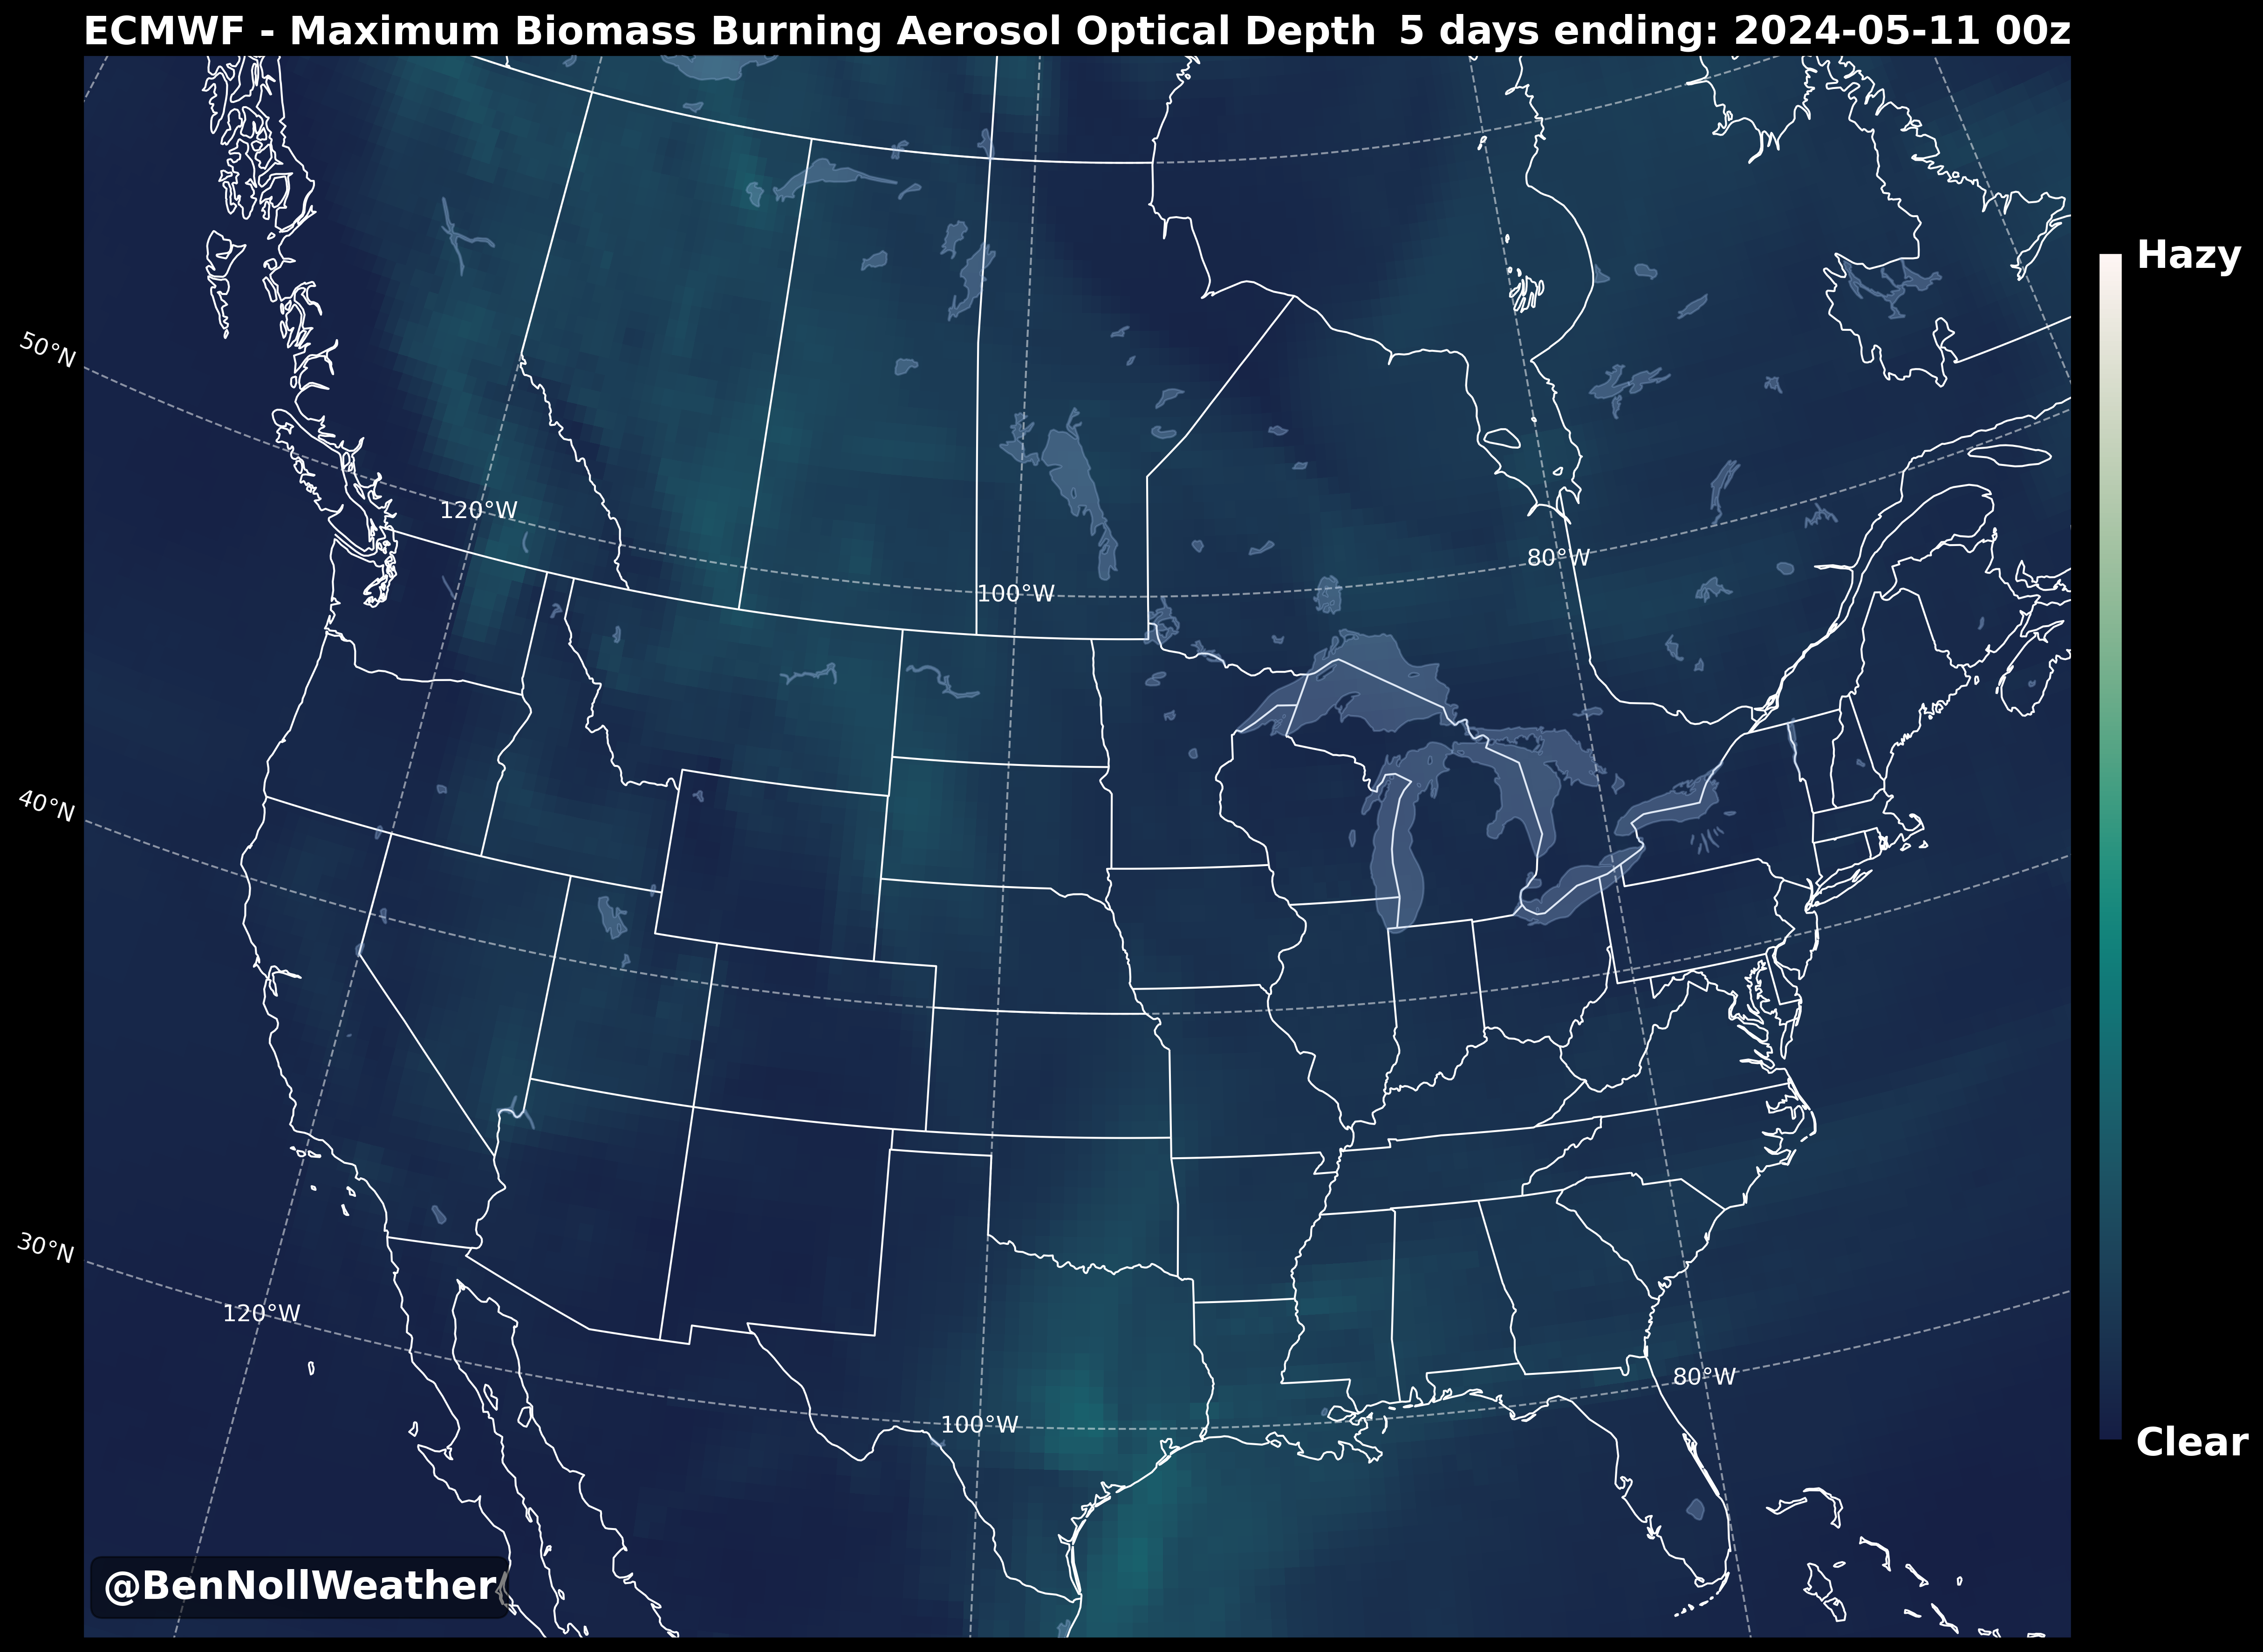 ECMWF - Maximum Biomass Burning Aerosol Optical Depth 5 days ending: 2024-05-11 00z
Hazy
50°N
120°W
80°W
100°W
40°N
30°N
120°W
80°W
100°W
Clear
@BenNollWeather